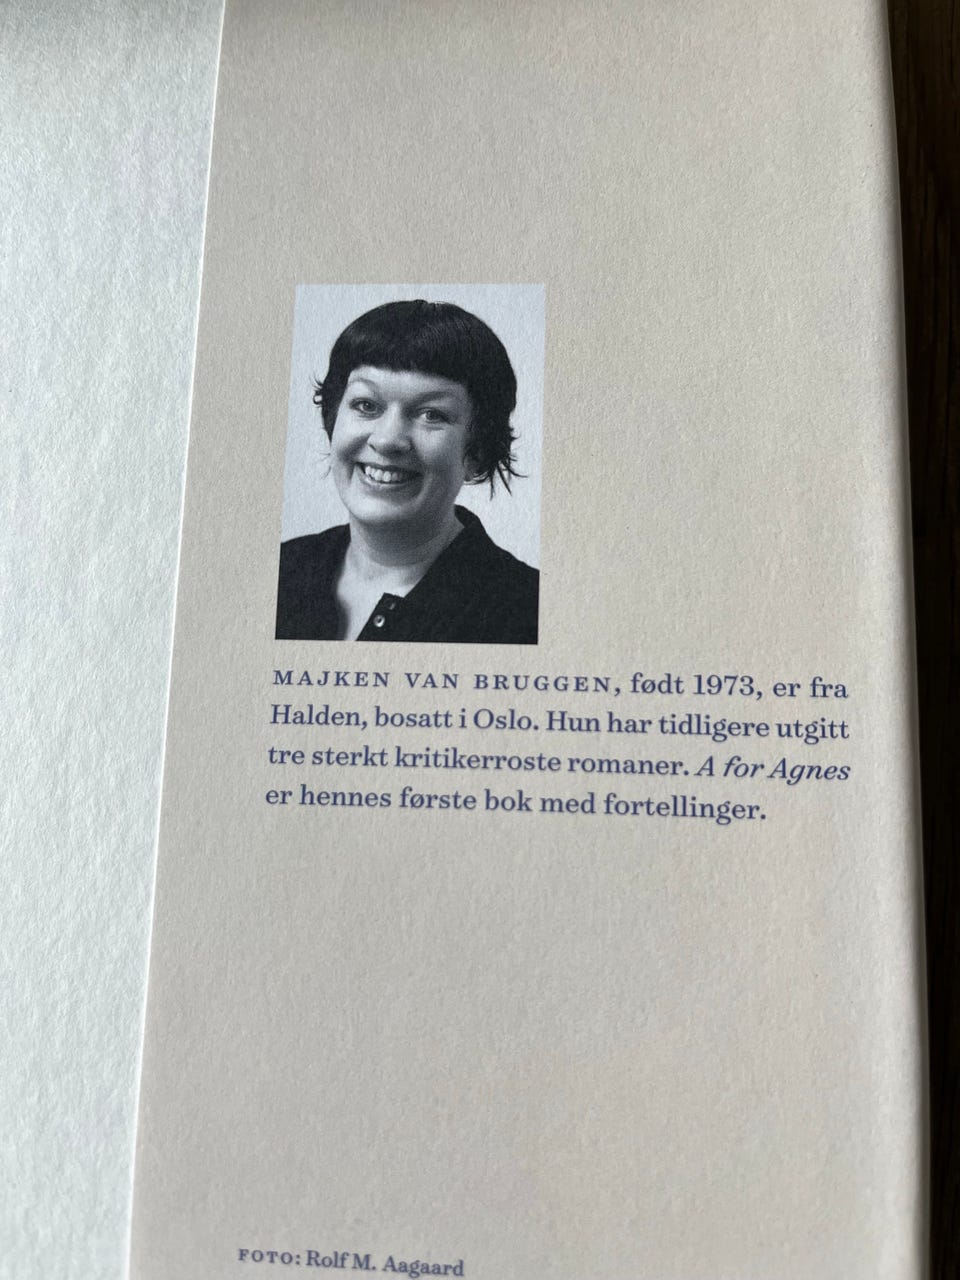 MAJKEN VAN BRUGGEN, født 1973, er fra
Halden, bosatt i Oslo. Hun har tidligere utgitt
tre sterkt kritikerroste romaner. A for Agnes
er hennes første bok med fortellinger.
FOTO: Rolf M. Aagaard